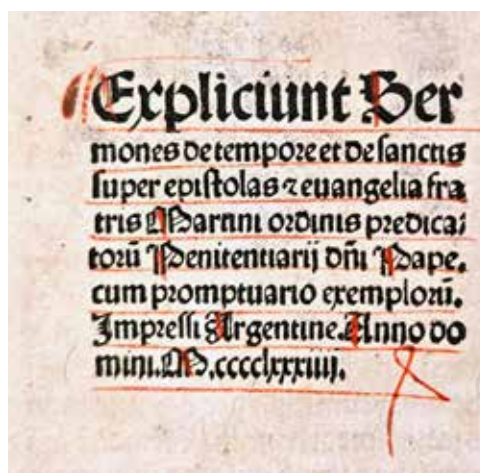 Expliciunt Ser
mones de tempore et de sanctis
super epistolas ⁊ euangelia fra
tris Martini ordinis predica⸗
torū Penitentiarij dn̄i Pape.
cum promptuario exemplorū.
Impressi Argentine. Anno do
mini. M.cccclxxxiiij.